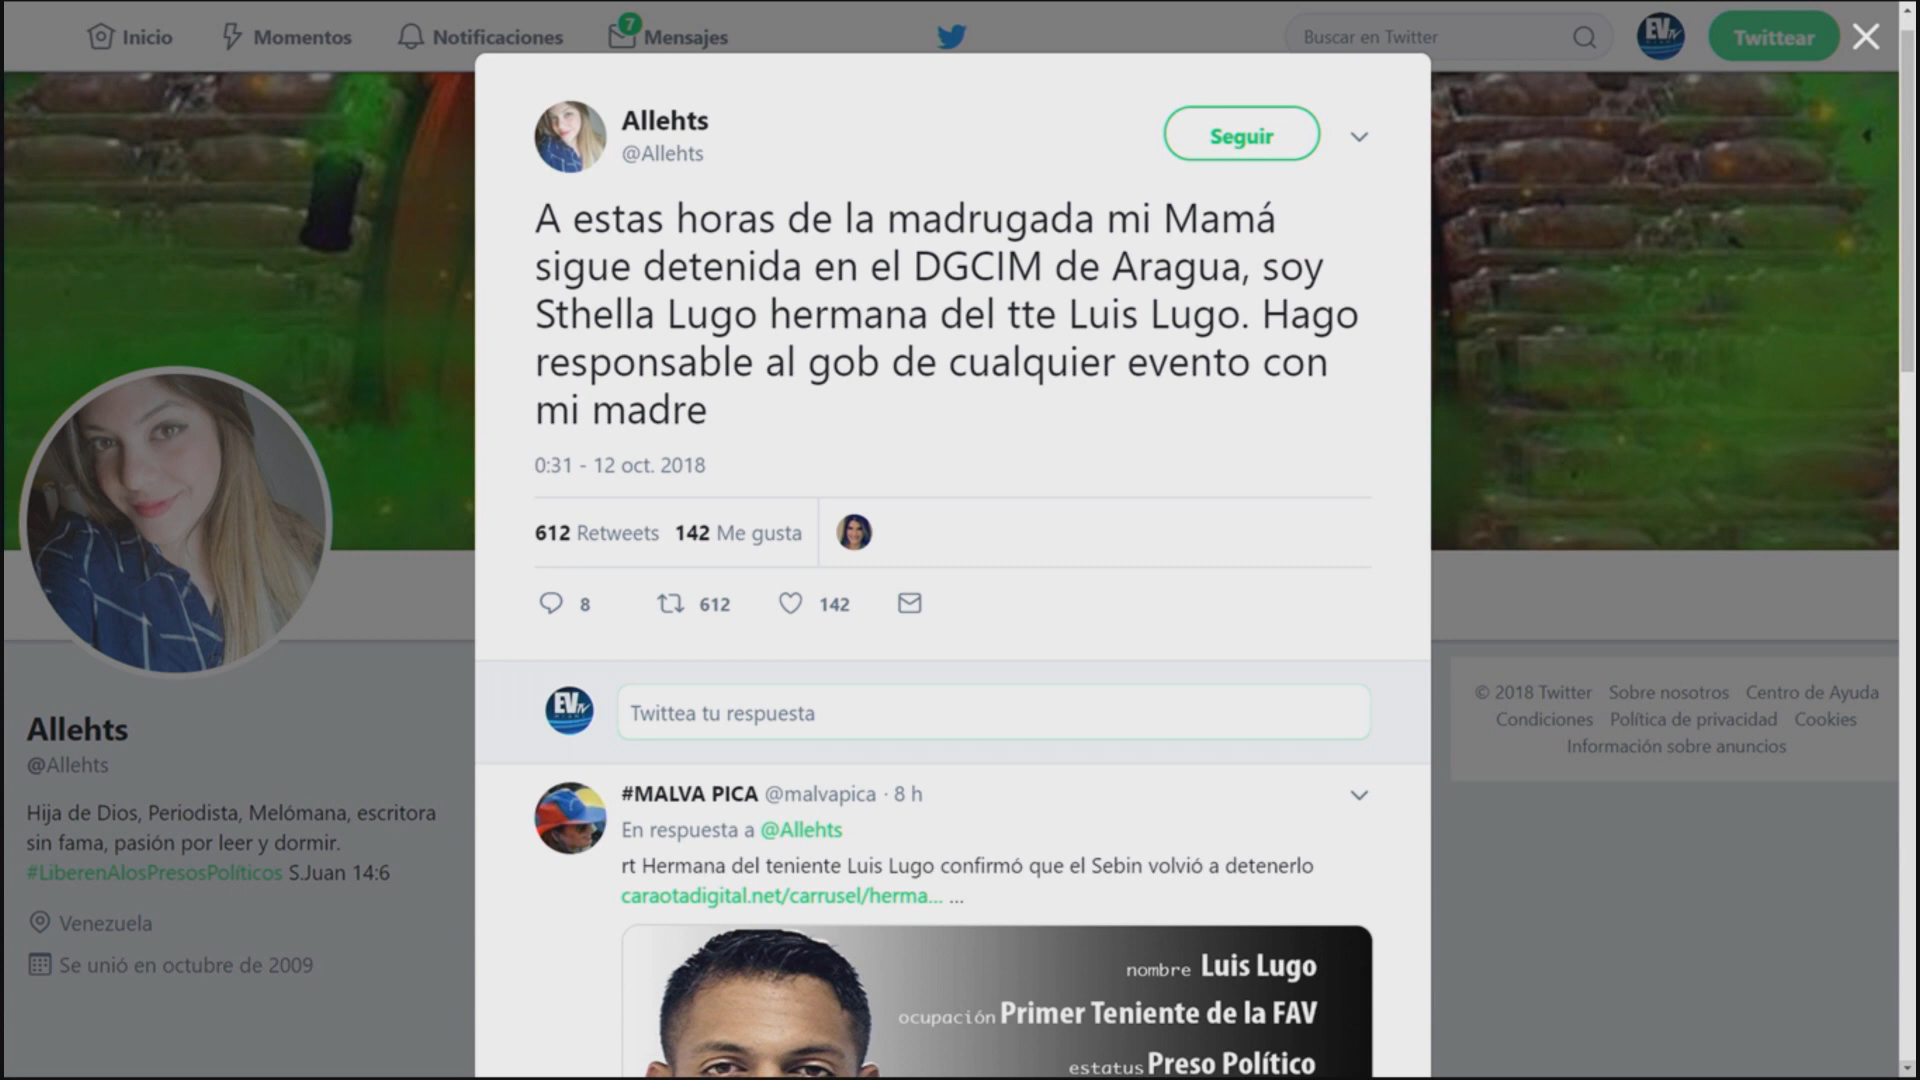 Inicio
Momentos
Notificaciones
7
Mensajes
Buscar en Twitter
EVTV
Twittear
Allehts
@Allehts
Seguir
A estas horas de la madrugada mi Mamá
sigue detenida en el DGCIM de Aragua, soy
Sthella Lugo hermana del tte Luis Lugo. Hago
responsable al gob de cualquier evento con
mi madre
0:31 - 12 oct. 2018
612 Retweets 142 Me gusta
8 612 142
EVTV
MIAMI
Twittea tu respuesta
#MALVA PICA @malvapica · 8 h
En respuesta a @Allehts
rt Hermana del teniente Luis Lugo confirmó que el Sebin volvió a detenerlo
caraotadigital.net/carrusel/herma... ...
nombre Luis Lugo
ocupación Primer Teniente de la FAV
estatus Preso Político
Allehts
@Allehts
Hija de Dios, Periodista, Melómana, escritora
sin fama, pasión por leer y dormir.
#LiberenAlosPresosPolíticos S.Juan 14:6
Venezuela
Se unió en octubre de 2009
© 2018 Twitter Sobre nosotros Centro de Ayuda
Condiciones Política de privacidad Cookies
Información sobre anuncios